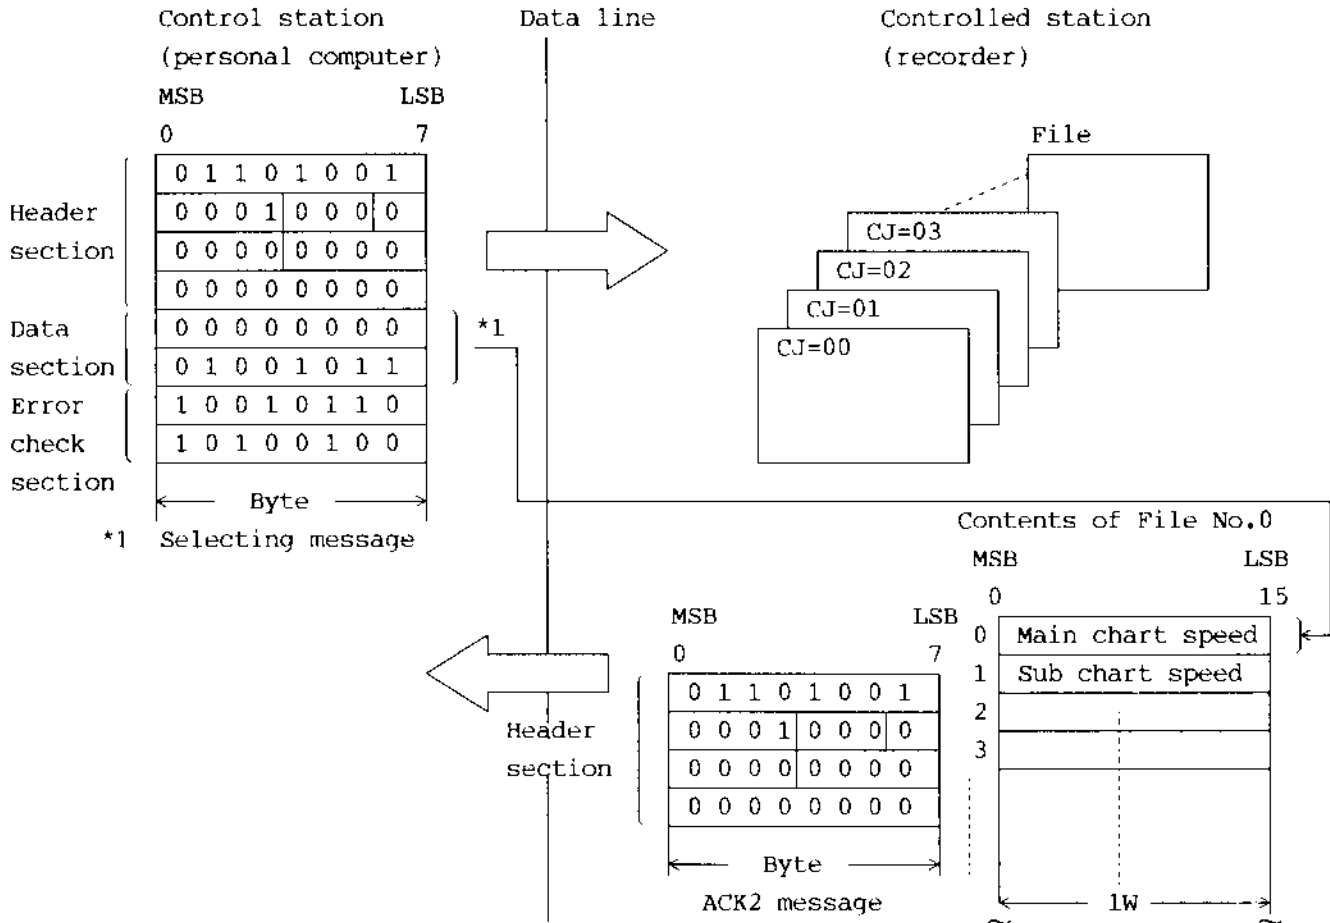 Control station
(personal computer)
Data line
Controlled station
(recorder)
MSB LSB
0 7
Header section
0 1 1 0 1 0 0 1
0 0 0 1 0 0 0 0
0 0 0 0 0 0 0 0
0 0 0 0 0 0 0 0
Data section
0 0 0 0 0 0 0 0
0 1 0 0 1 0 1 1
*1
Error check section
1 0 0 1 0 1 1 0
1 0 1 0 0 1 0 0
Byte
*1 Selecting message
File
CJ=03
CJ=02
CJ=01
CJ=00
Contents of File No.0
MSB LSB
0 15
0 Main chart speed
1 Sub chart speed
2
3
1W
MSB LSB
0 7
Header section
0 1 1 0 1 0 0 1
0 0 0 1 0 0 0 0
0 0 0 0 0 0 0 0
0 0 0 0 0 0 0 0
Byte
ACK2 message